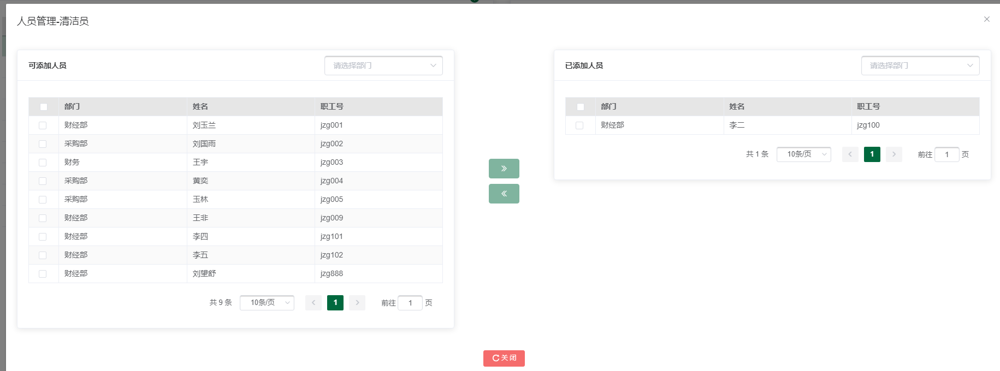 人员管理-清洁员
可添加人员
请选择部门
部门 姓名 职工号
财经部 刘玉兰 jzg001
采购部 刘国雨 jzg002
财务 王宇 jzg003
采购部 黄奕 jzg004
采购部 玉林 jzg005
财经部 王非 jzg009
财经部 李四 jzg101
财经部 李五 jzg102
财经部 刘望舒 jzg888
共 9 条 10条/页 1 前往 1 页
已添加人员
请选择部门
部门 姓名 职工号
财经部 李二 jzg100
共 1 条 10条/页 1 前往 1 页
关闭